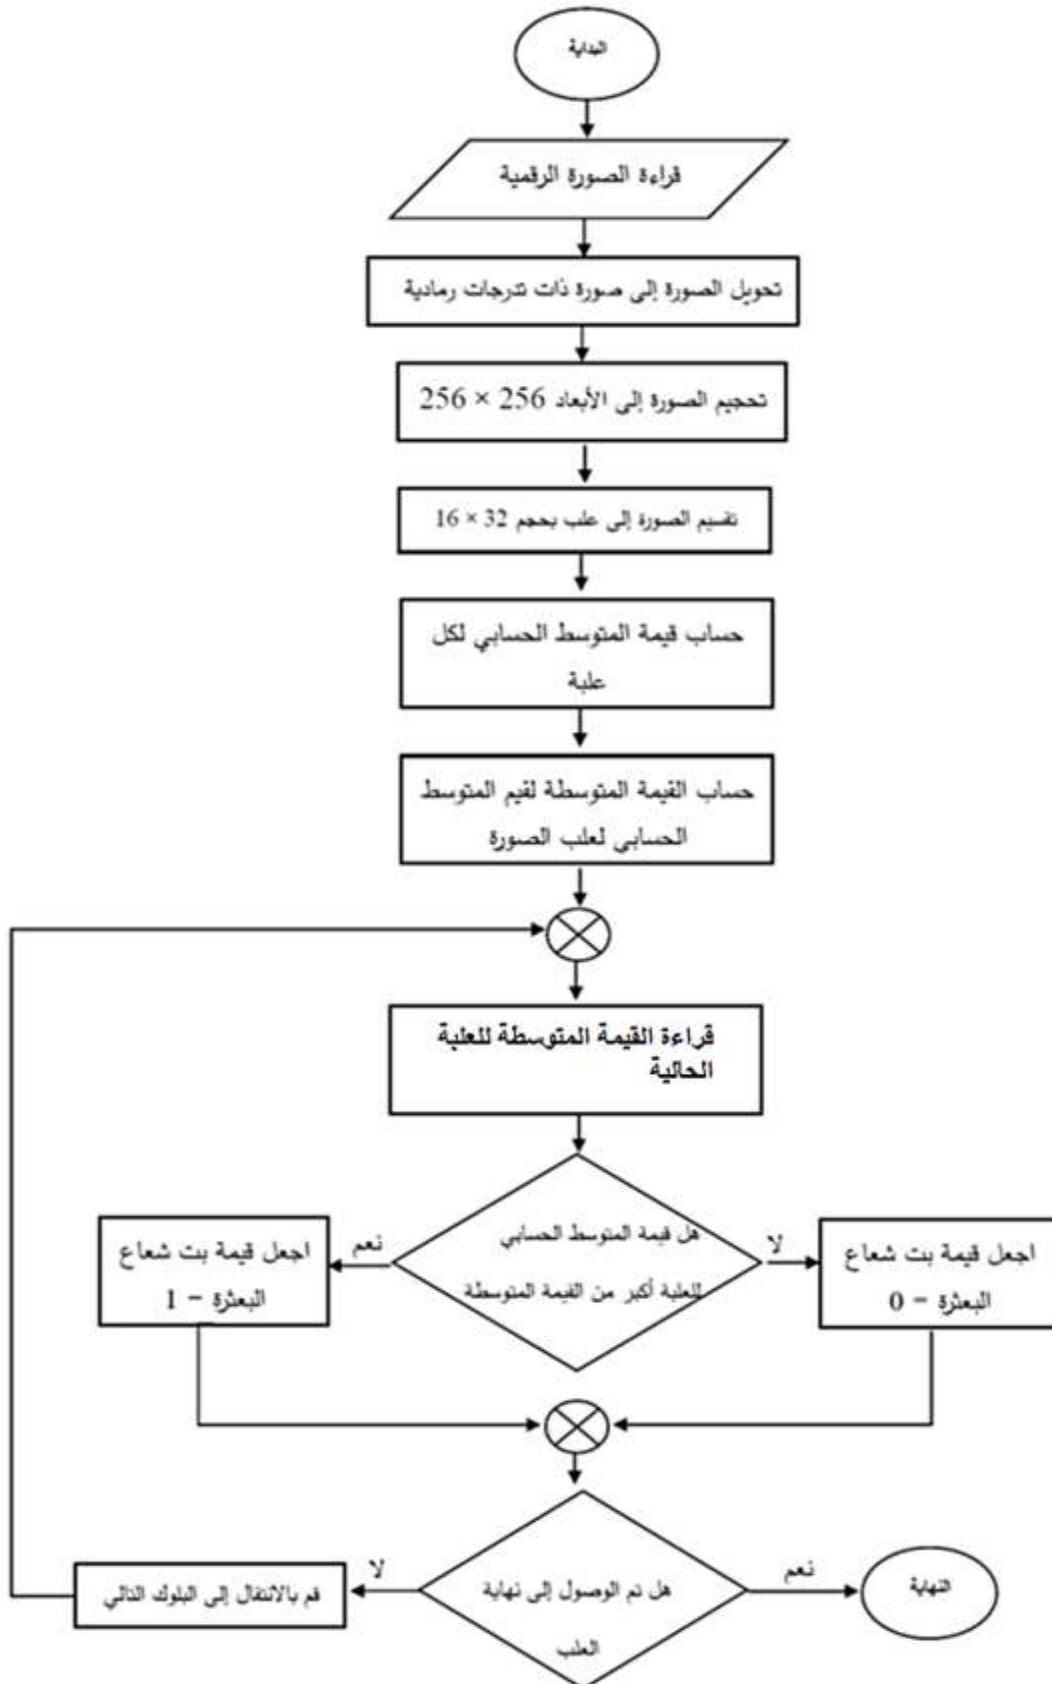 البداية
قراءة الصورة الرقمية
تحويل الصورة إلى صورة ذات تدرجات رمادية
تحجيم الصورة إلى الأبعاد 256 × 256
تقسيم الصورة إلى علب بحجم 32 × 16
حساب قيمة المتوسط الحسابي لكل
علبة
حساب القيمة المتوسطة لقيم المتوسط
الحسابي لعلب الصورة
قراءة القيمة المتوسطة للعلبة
الحالية
هل قيمة المتوسط الحسابي
للعلبة أكبر من القيمة المتوسطة
لا
اجعل قيمة بت شعاع
البعثرة = 0
نعم
اجعل قيمة بت شعاع
البعثرة = 1
هل تم الوصول إلى نهاية
العلب
نعم
النهاية
لا
قم بالانتقال إلى البلوك التالي